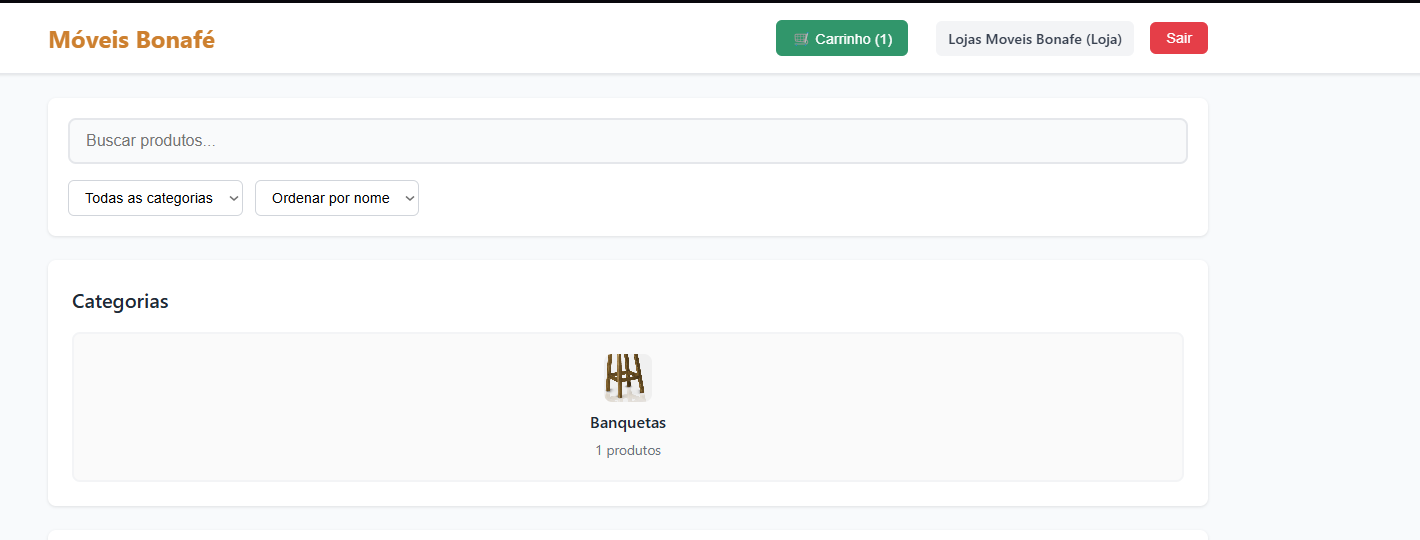 Móveis Bonafé
🛒 Carrinho (1)
Lojas Moveis Bonafe (Loja)
Sair
Buscar produtos...
Todas as categorias
Ordenar por nome
Categorias
Banquetas
1 produtos